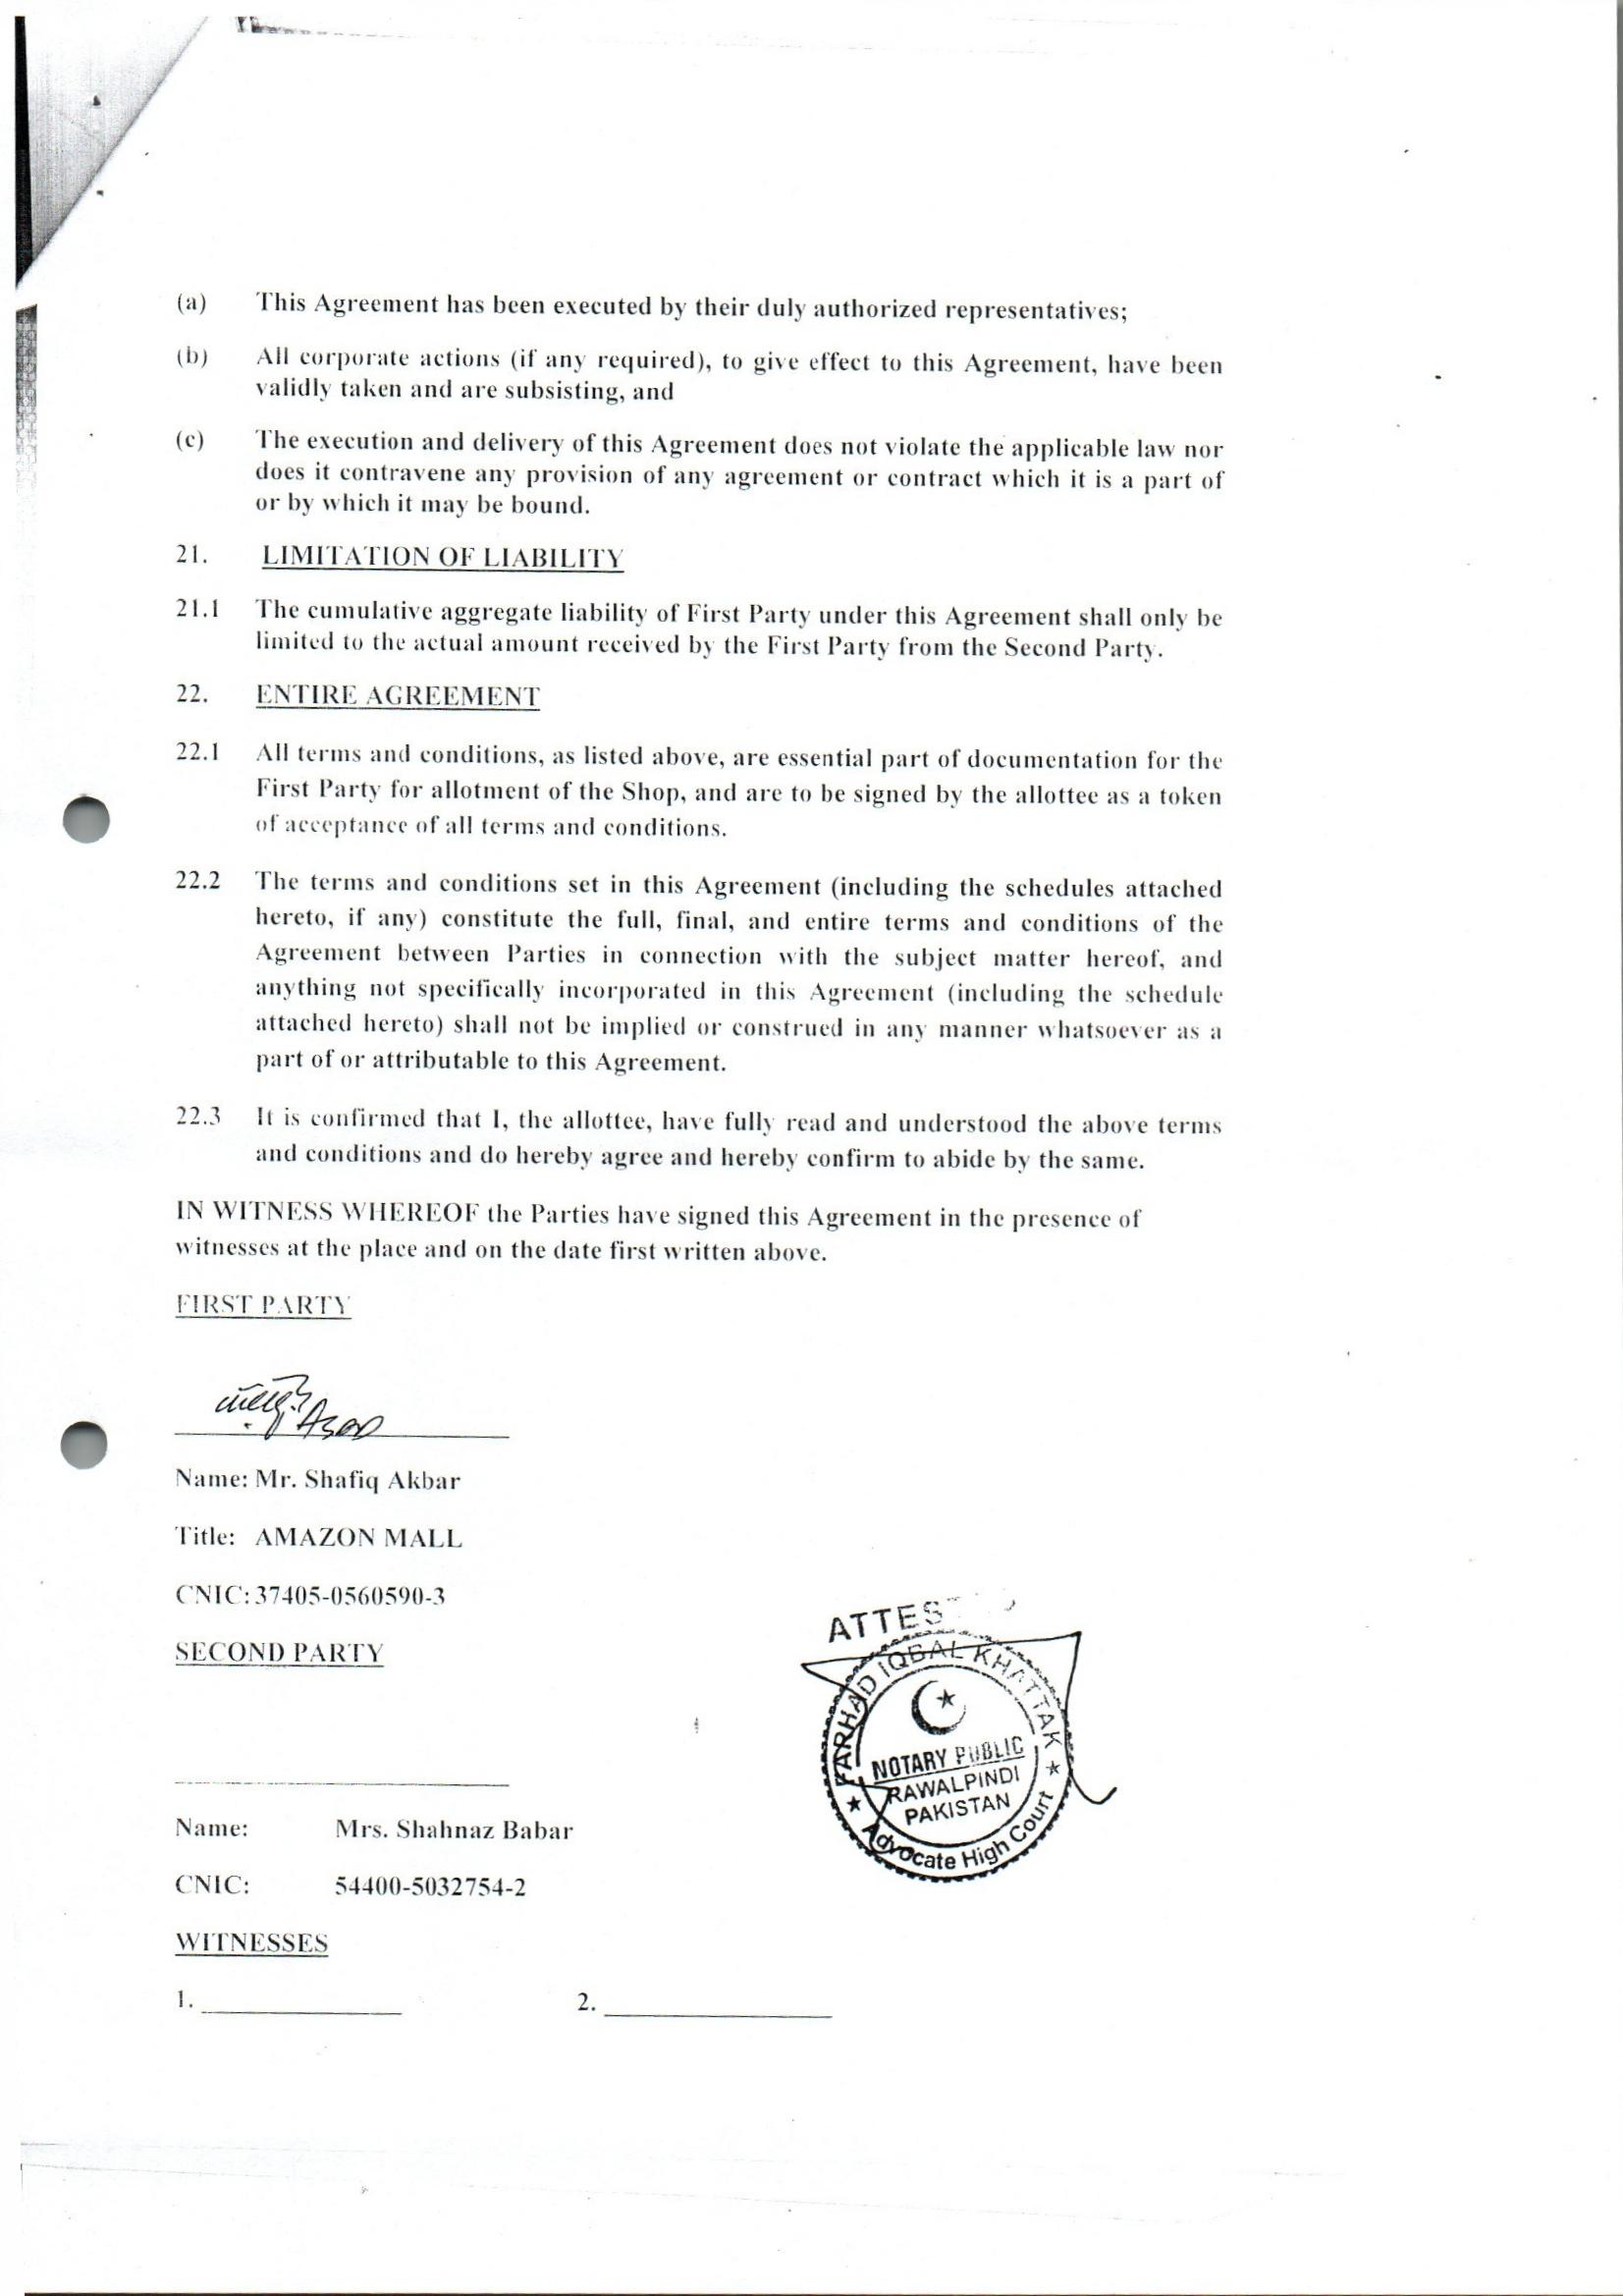 (a) This Agreement has been executed by their duly authorized representatives;
(b) All corporate actions (if any required), to give effect to this Agreement, have been
validly taken and are subsisting, and
(c) The execution and delivery of this Agreement does not violate the applicable law nor
does it contravene any provision of any agreement or contract which it is a part of
or by which it may be bound.
21. LIMITATION OF LIABILITY
21.1 The cumulative aggregate liability of First Party under this Agreement shall only be
limited to the actual amount received by the First Party from the Second Party.
22. ENTIRE AGREEMENT
22.1 All terms and conditions, as listed above, are essential part of documentation for the
First Party for allotment of the Shop, and are to be signed by the allottee as a token
of acceptance of all terms and conditions.
22.2 The terms and conditions set in this Agreement (including the schedules attached
hereto, if any) constitute the full, final, and entire terms and conditions of the
Agreement between Parties in connection with the subject matter hereof, and
anything not specifically incorporated in this Agreement (including the schedule
attached hereto) shall not be implied or construed in any manner whatsoever as a
part of or attributable to this Agreement.
22.3 It is confirmed that I, the allottee, have fully read and understood the above terms
and conditions and do hereby agree and hereby confirm to abide by the same.
IN WITNESS WHEREOF the Parties have signed this Agreement in the presence of
witnesses at the place and on the date first written above.
FIRST PARTY
Name: Mr. Shafiq Akbar
Title: AMAZON MALL
CNIC: 37405-0560590-3
SECOND PARTY
ATTES
FARHAD IQBAL KHATTAK
NOTARY PUBLIC
RAWALPINDI
PAKISTAN
★ Advocate High Court ★
Name: Mrs. Shahnaz Babar
CNIC: 54400-5032754-2
WITNESSES
1. 2.